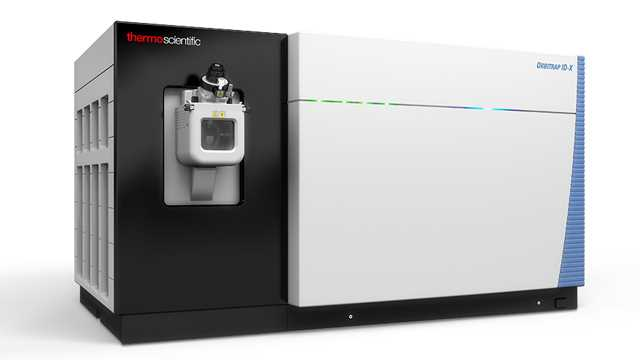 thermoscientific
ORBITRAP ID-X